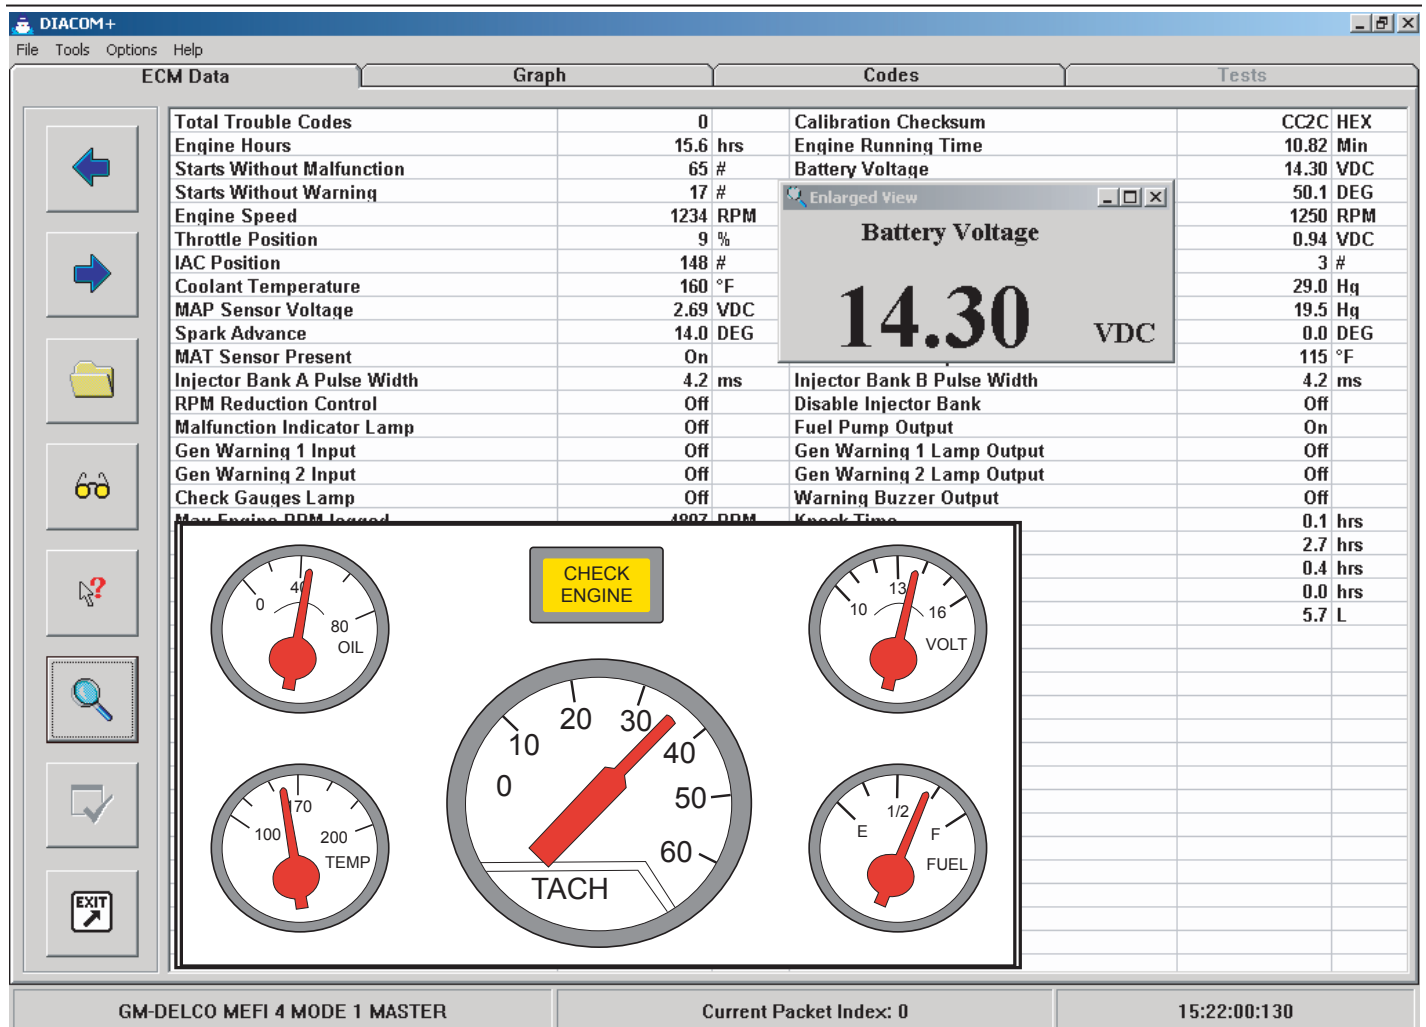 DIACOM+
File Tools Options Help
ECM Data Graph Codes Tests
Total Trouble Codes 0 Calibration Checksum CC2C HEX
Engine Hours 15.6 hrs Engine Running Time 10.82 Min
Starts Without Malfunction 65 # Battery Voltage 14.30 VDC
Starts Without Warning 17 # Enlarged View 50.1 DEG
Engine Speed 1234 RPM 1250 RPM
Throttle Position 9 % Battery Voltage 0.94 VDC
IAC Position 148 # 3 #
Coolant Temperature 160 °F 29.0 Hg
MAP Sensor Voltage 2.69 VDC 14.30 VDC 19.5 Hg
Spark Advance 14.0 DEG 0.0 DEG
MAT Sensor Present On 115 °F
Injector Bank A Pulse Width 4.2 ms Injector Bank B Pulse Width 4.2 ms
RPM Reduction Control Off Disable Injector Bank Off
Malfunction Indicator Lamp Off Fuel Pump Output On
Gen Warning 1 Input Off Gen Warning 1 Lamp Output Off
Gen Warning 2 Input Off Gen Warning 2 Lamp Output Off
Check Gauges Lamp Off Warning Buzzer Output Off
Max Engine RPM logged 4807 RPM Knock Time 0.1 hrs
2.7 hrs
0.4 hrs
0.0 hrs
5.7 L
0 40 80
OIL
CHECK
ENGINE
10 13 16
VOLT
0 10 20 30 40 50 60
TACH
100 170 200
TEMP
E 1/2 F
FUEL
EXIT
GM-DELCO MEFI 4 MODE 1 MASTER Current Packet Index: 0 15:22:00:130